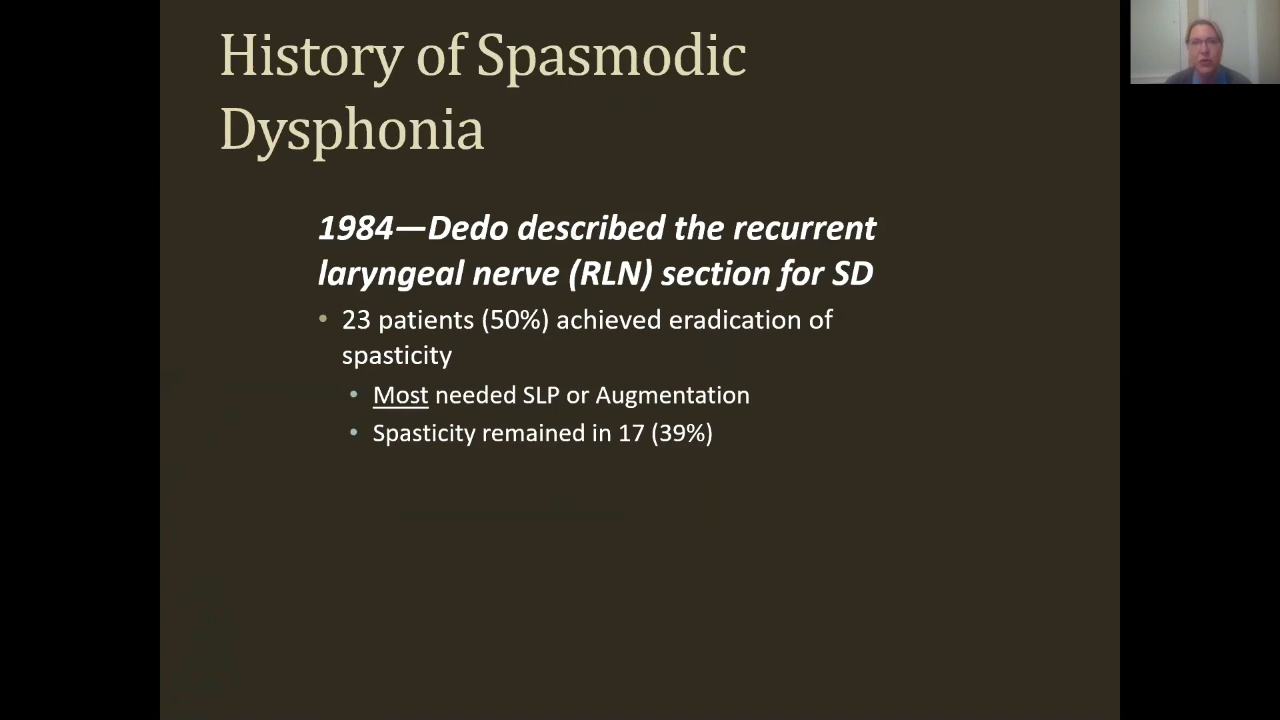 History of Spasmodic
Dysphonia
1984—Dedo described the recurrent
laryngeal nerve (RLN) section for SD
• 23 patients (50%) achieved eradication of
spasticity
• Most needed SLP or Augmentation
• Spasticity remained in 17 (39%)